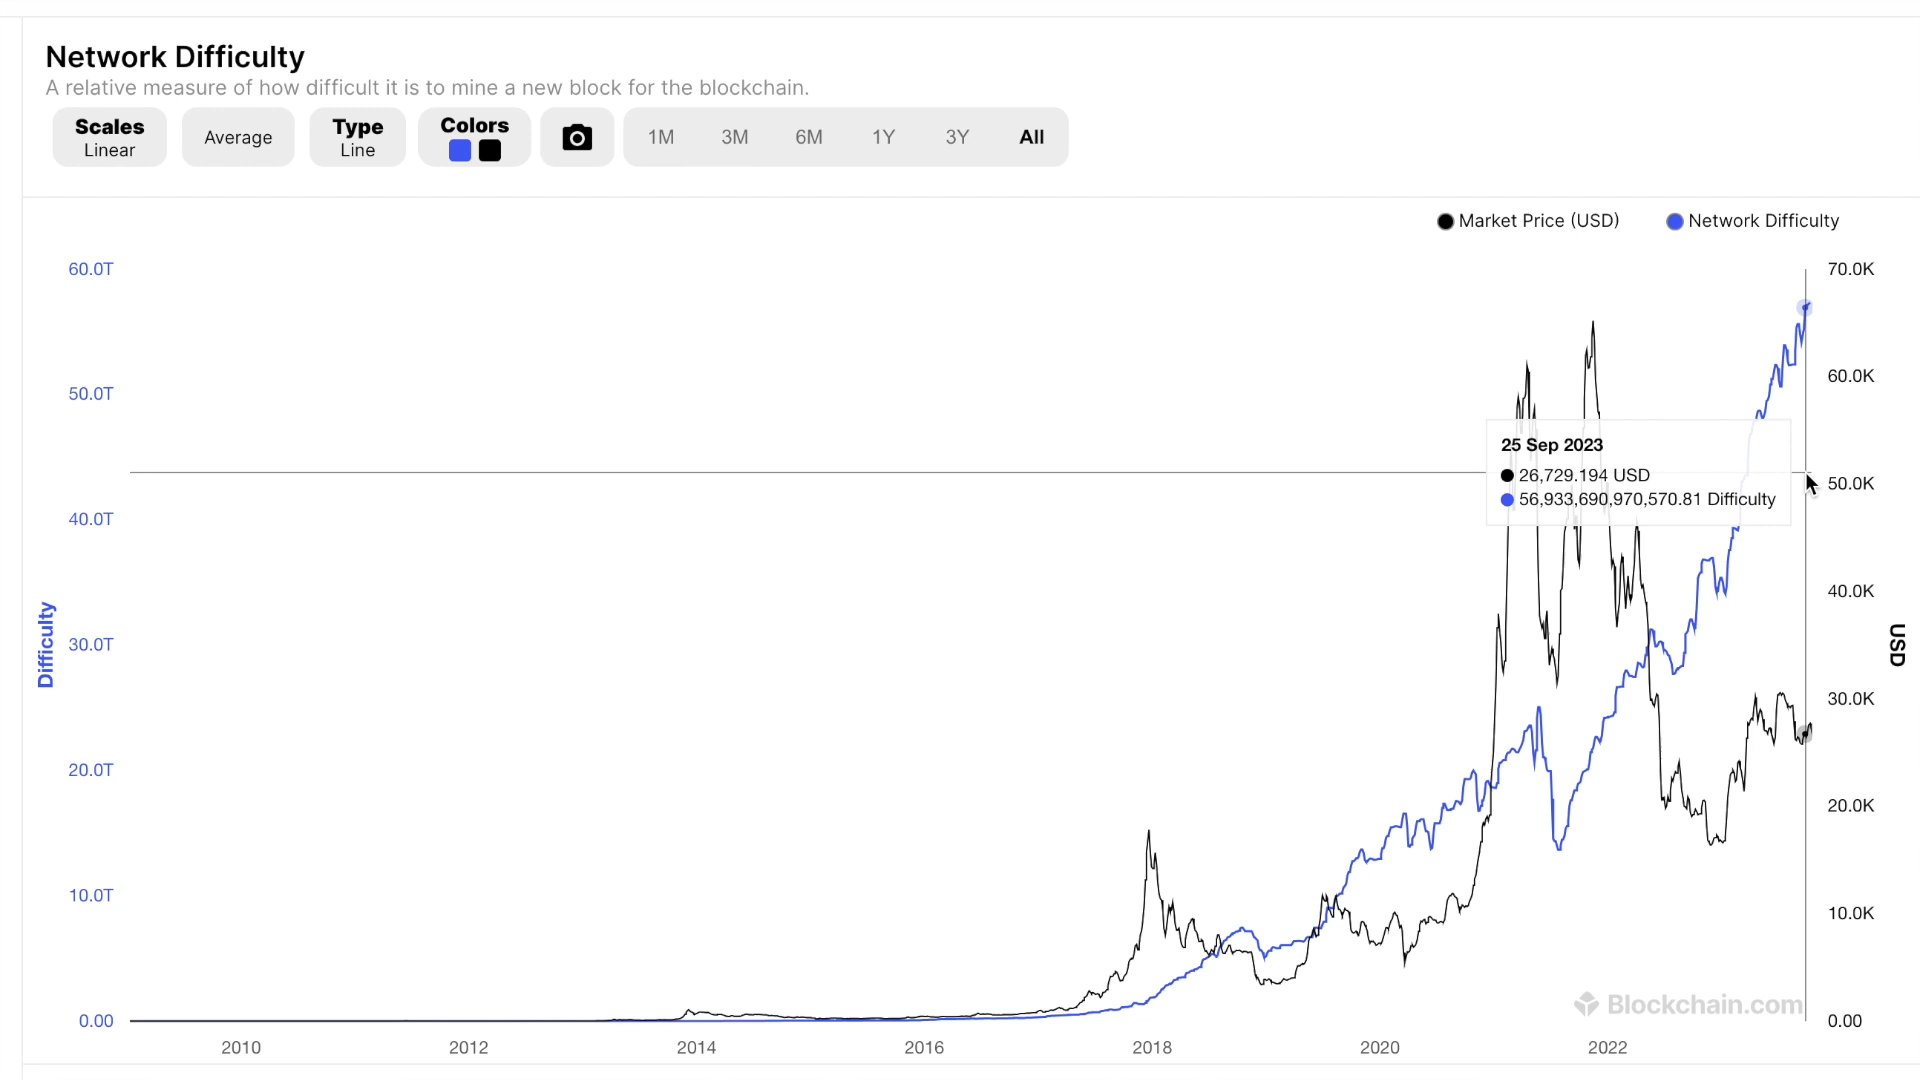 Network Difficulty
A relative measure of how difficult it is to mine a new block for the blockchain.
Scales
Linear
Average
Type
Line
Colors
1M 3M 6M 1Y 3Y All
Market Price (USD) Network Difficulty
60.0T
50.0T
40.0T
30.0T
20.0T
10.0T
0.00
Difficulty
25 Sep 2023
26,729.194 USD
56,933,690,970,570.81 Difficulty
70.0K
60.0K
50.0K
40.0K
30.0K
20.0K
10.0K
0.00
USD
Blockchain.com
2010 2012 2014 2016 2018 2020 2022